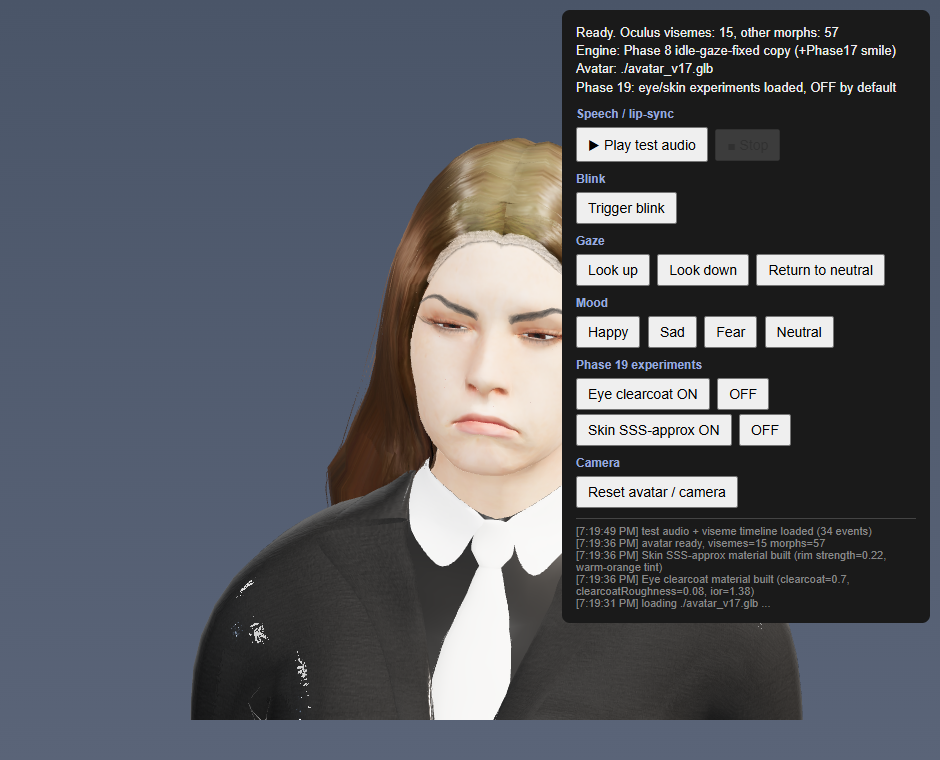 Ready. Oculus visemes: 15, other morphs: 57
Engine: Phase 8 idle-gaze-fixed copy (+Phase17 smile)
Avatar: ./avatar_v17.glb
Phase 19: eye/skin experiments loaded, OFF by default
Speech / lip-sync
▶ Play test audio ■ Stop
Blink
Trigger blink
Gaze
Look up Look down Return to neutral
Mood
Happy Sad Fear Neutral
Phase 19 experiments
Eye clearcoat ON OFF
Skin SSS-approx ON OFF
Camera
Reset avatar / camera
[7:19:49 PM] test audio + viseme timeline loaded (34 events)
[7:19:36 PM] avatar ready, visemes=15 morphs=57
[7:19:36 PM] Skin SSS-approx material built (rim strength=0.22,
warm-orange tint)
[7:19:36 PM] Eye clearcoat material built (clearcoat=0.7,
clearcoatRoughness=0.08, ior=1.38)
[7:19:31 PM] loading ./avatar_v17.glb ...